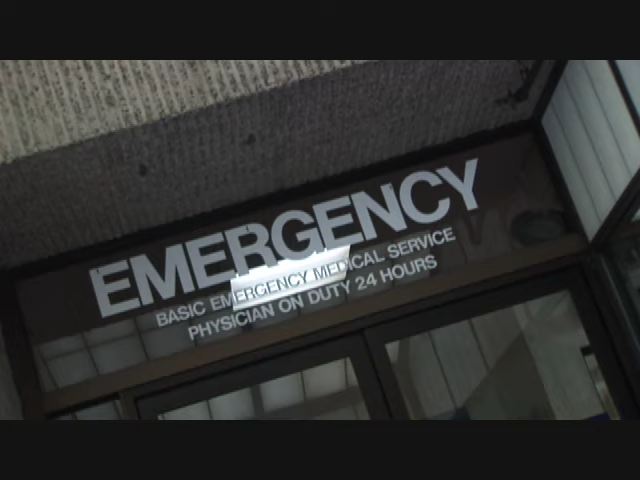 EMERGENCY
BASIC EMERGENCY MEDICAL SERVICE
PHYSICIAN ON DUTY 24 HOURS